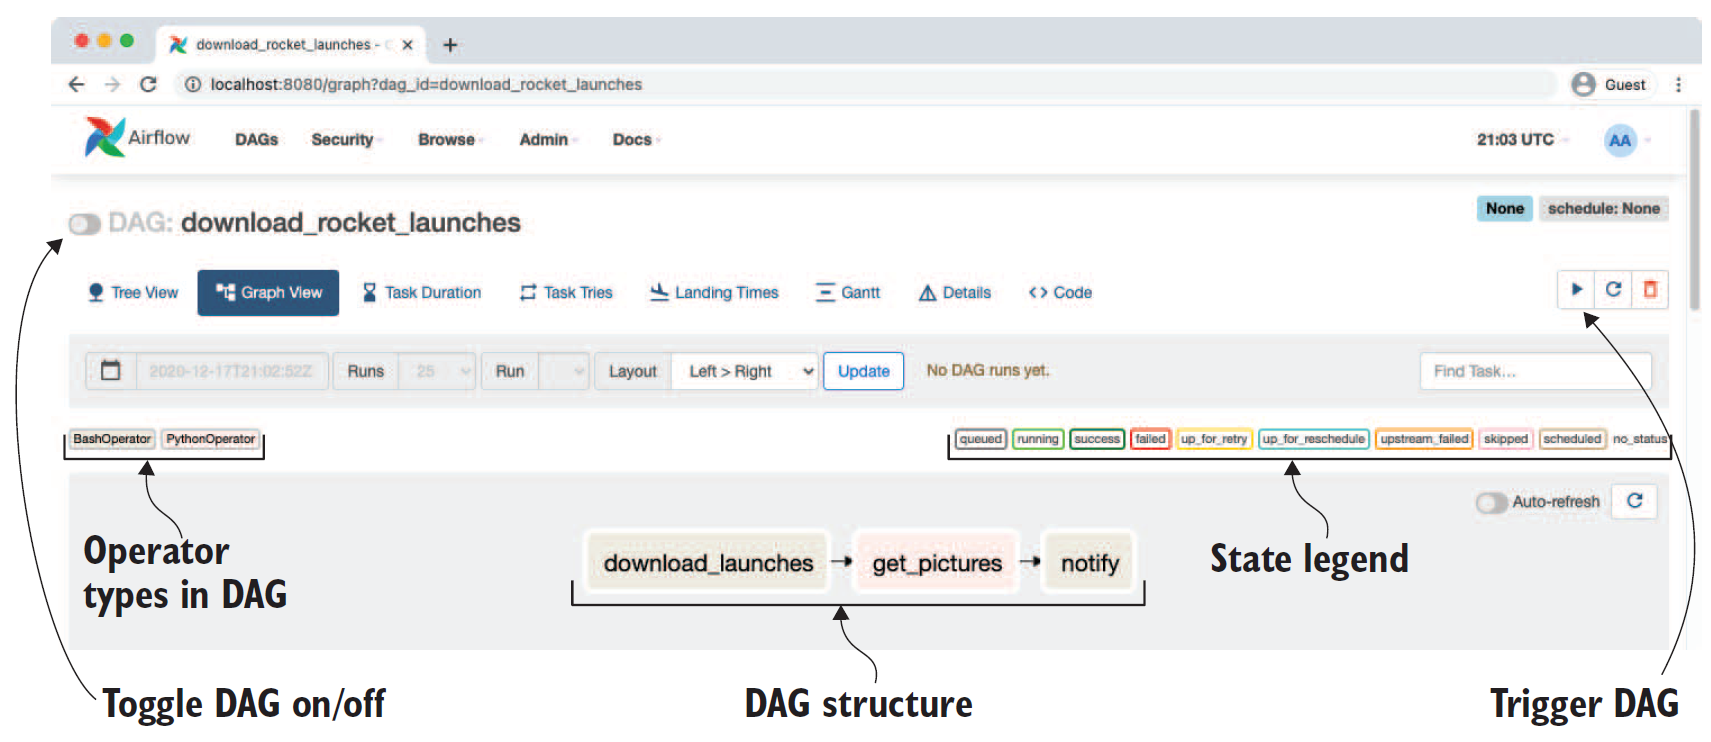 download_rocket_launches -
localhost:8080/graph?dag_id=download_rocket_launches
Guest
Airflow DAGs Security Browse Admin Docs 21:03 UTC AA
DAG: download_rocket_launches
None schedule: None
Tree View Graph View Task Duration Task Tries Landing Times Gantt Details <> Code
2020-12-17T21:02:52Z Runs 25 Run Layout Left > Right Update No DAG runs yet. Find Task...
BashOperator PythonOperator queued running success failed up_for_retry up_for_reschedule upstream_failed skipped scheduled no_status
Auto-refresh
download_launches get_pictures notify
Operator
types in DAG
State legend
Toggle DAG on/off
DAG structure
Trigger DAG